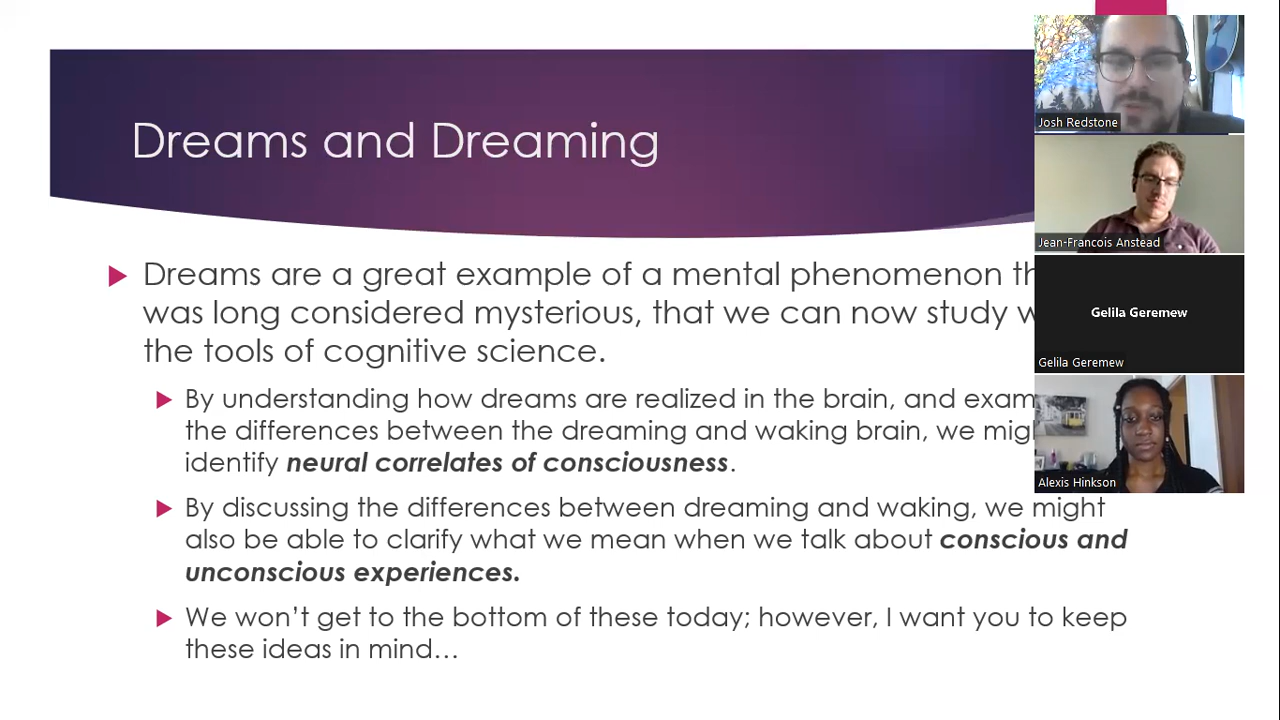 Dreams and Dreaming
Dreams are a great example of a mental phenomenon
was long considered mysterious, that we can now study
the tools of cognitive science.
By understanding how dreams are realized in the brain, and
the differences between the dreaming and waking brain, we
identify neural correlates of consciousness.
By discussing the differences between dreaming and waking, we might
also be able to clarify what we mean when we talk about conscious and
unconscious experiences.
We won’t get to the bottom of these today; however, I want you to keep
these ideas in mind…
Josh Redstone
Jean-Francois Anstead
Gelila Geremew
Gelila Geremew
Alexis Hinkson